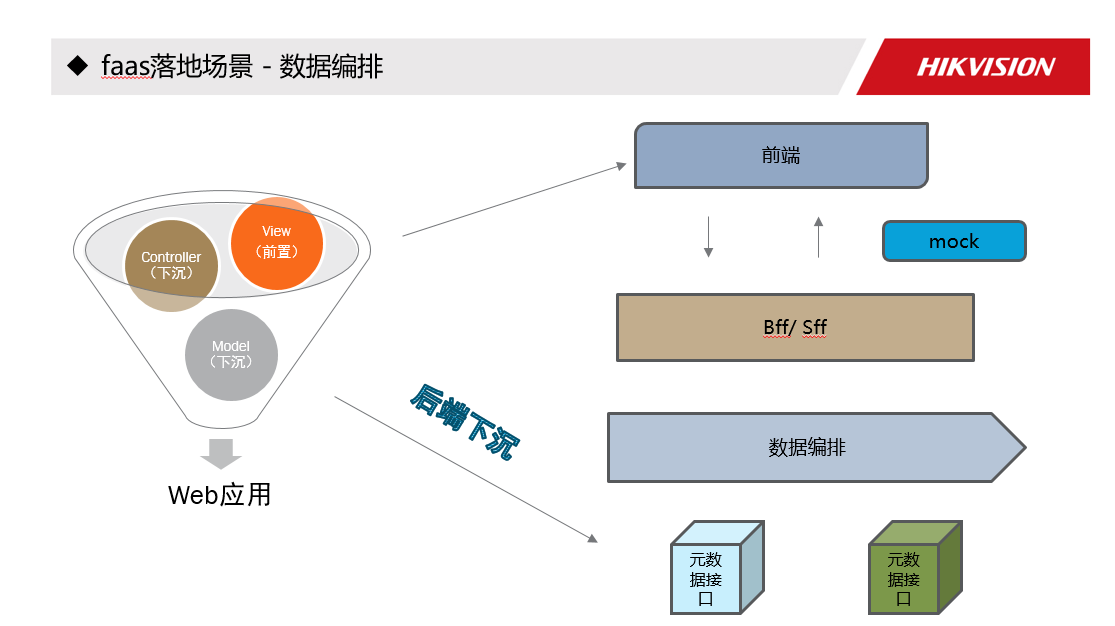 faas落地场景 - 数据编排
HIKVISION
View
（前置）
Controller
（下沉）
Model
（下沉）
Web应用
后端下沉
前端
mock
Bff/ Sff
数据编排
元数
据接
口
元数
据接
口